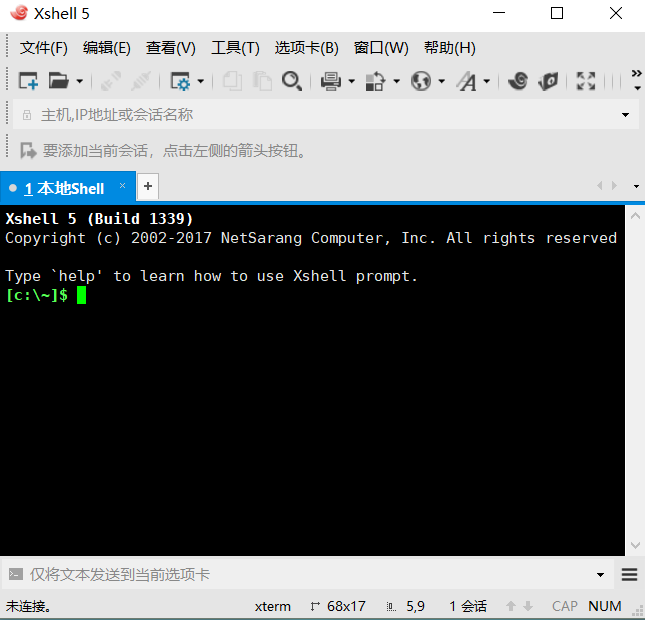 Xshell 5
文件(F) 编辑(E) 查看(V) 工具(T) 选项卡(B) 窗口(W) 帮助(H)
主机,IP地址或会话名称
要添加当前会话，点击左侧的箭头按钮。
1 本地Shell
Xshell 5 (Build 1339)
Copyright (c) 2002-2017 NetSarang Computer, Inc. All rights reserved
Type `help' to learn how to use Xshell prompt.
[c:\~]$
仅将文本发送到当前选项卡
未连接。 xterm 68x17 5,9 1 会话 CAP NUM